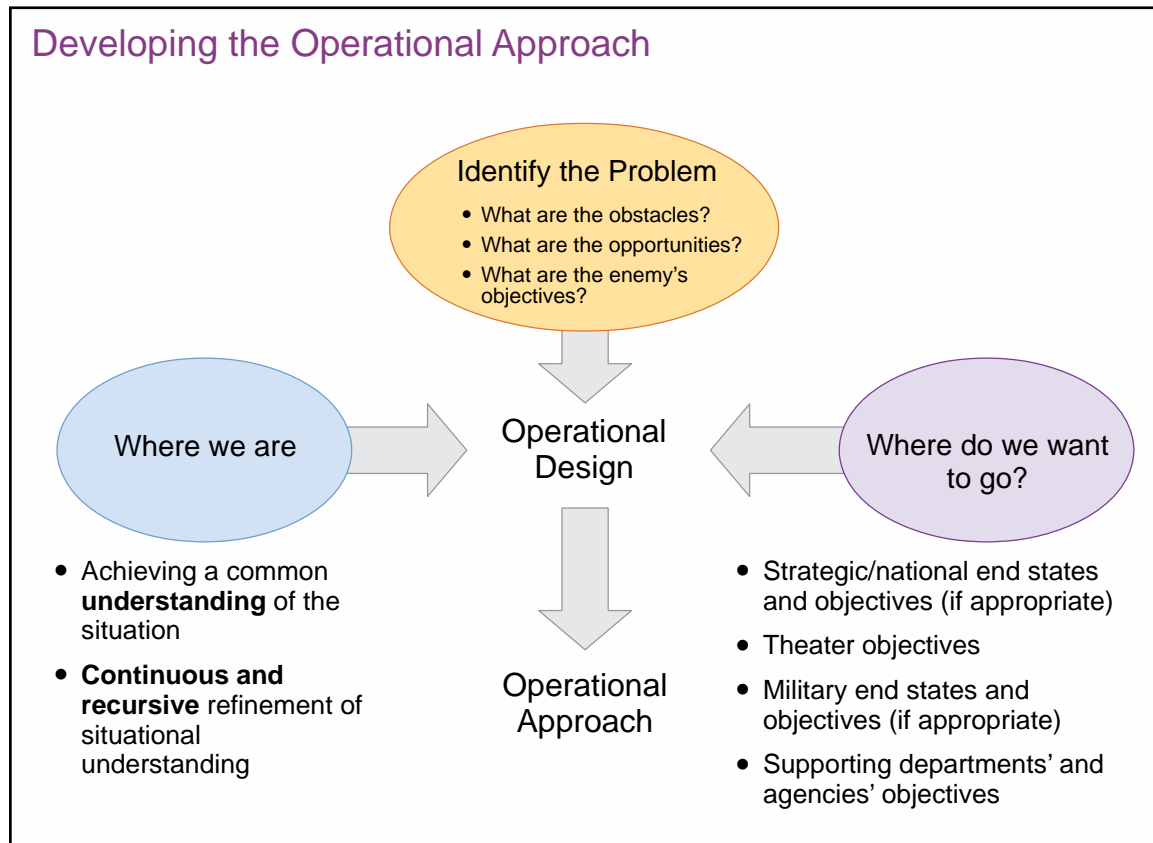 Developing the Operational Approach
Identify the Problem
• What are the obstacles?
• What are the opportunities?
• What are the enemy's
objectives?
Where we are
Operational
Design
Where do we want
to go?
• Achieving a common
understanding of the
situation
• Continuous and
recursive refinement of
situational
understanding
Operational
Approach
• Strategic/national end states
and objectives (if appropriate)
• Theater objectives
• Military end states and
objectives (if appropriate)
• Supporting departments' and
agencies' objectives